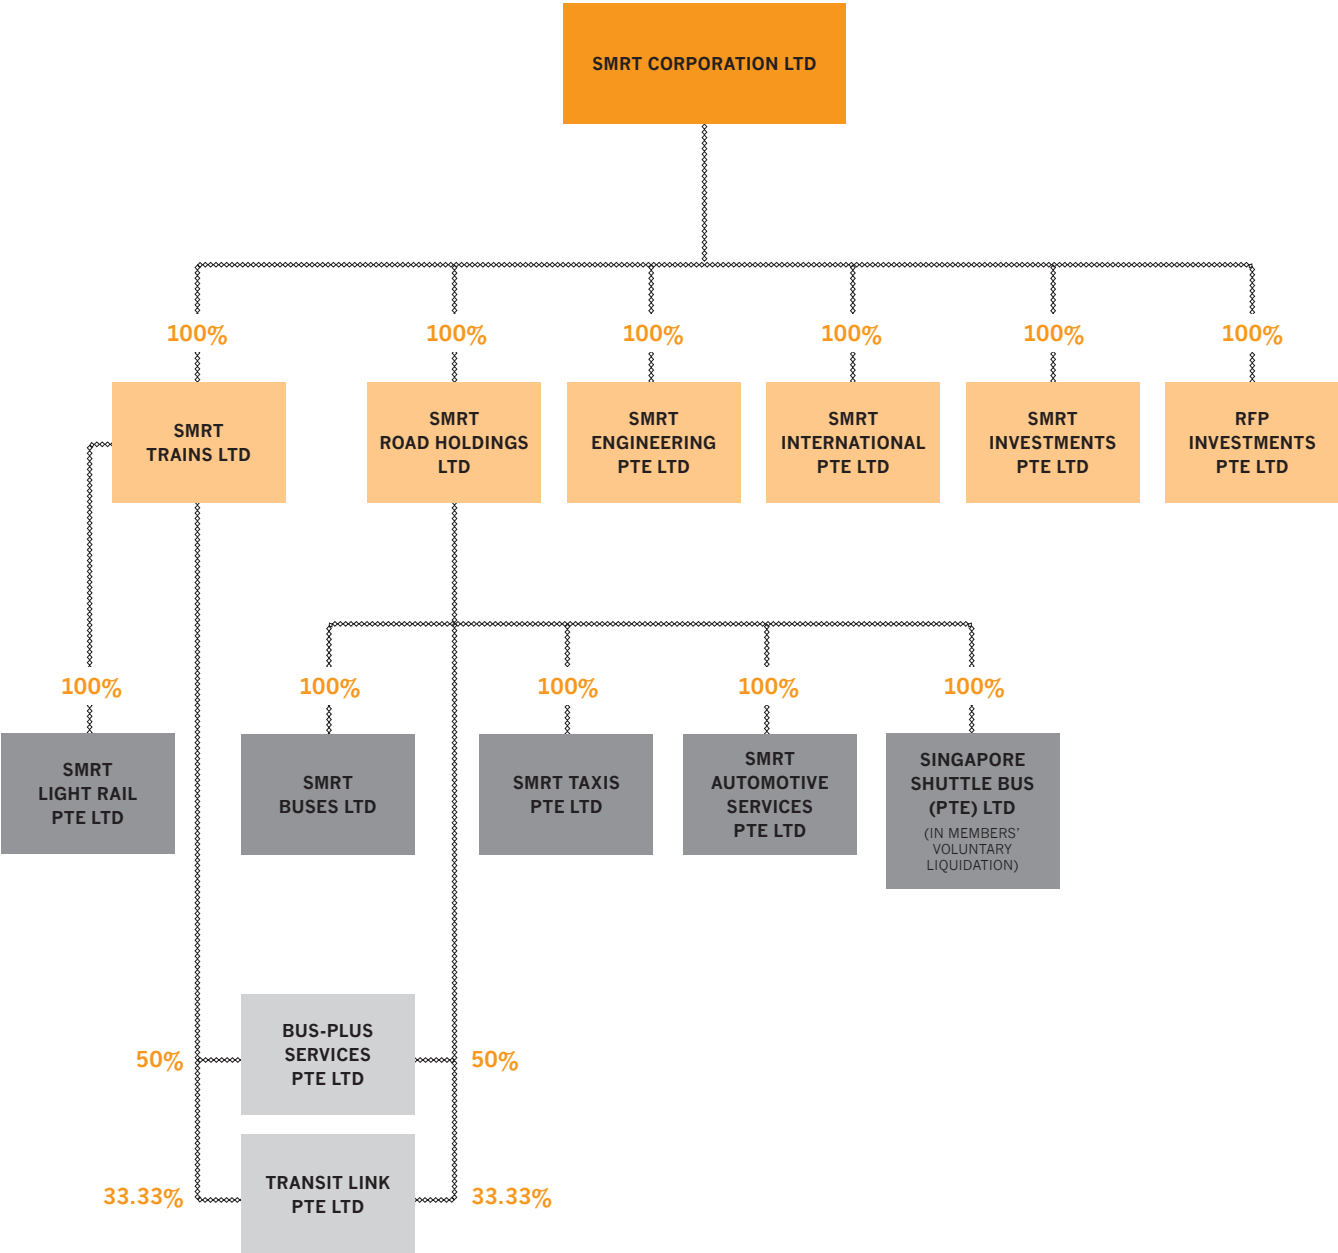 SMRT CORPORATION LTD
100%
100%
100%
100%
100%
100%
SMRT
TRAINS LTD
SMRT
ROAD HOLDINGS
LTD
SMRT
ENGINEERING
PTE LTD
SMRT
INTERNATIONAL
PTE LTD
SMRT
INVESTMENTS
PTE LTD
RFP
INVESTMENTS
PTE LTD
100%
100%
100%
100%
100%
SMRT
LIGHT RAIL
PTE LTD
SMRT
BUSES LTD
SMRT TAXIS
PTE LTD
SMRT
AUTOMOTIVE
SERVICES
PTE LTD
SINGAPORE
SHUTTLE BUS
(PTE) LTD
(IN MEMBERS'
VOLUNTARY
LIQUIDATION)
50%
BUS-PLUS
SERVICES
PTE LTD
50%
33.33%
TRANSIT LINK
PTE LTD
33.33%